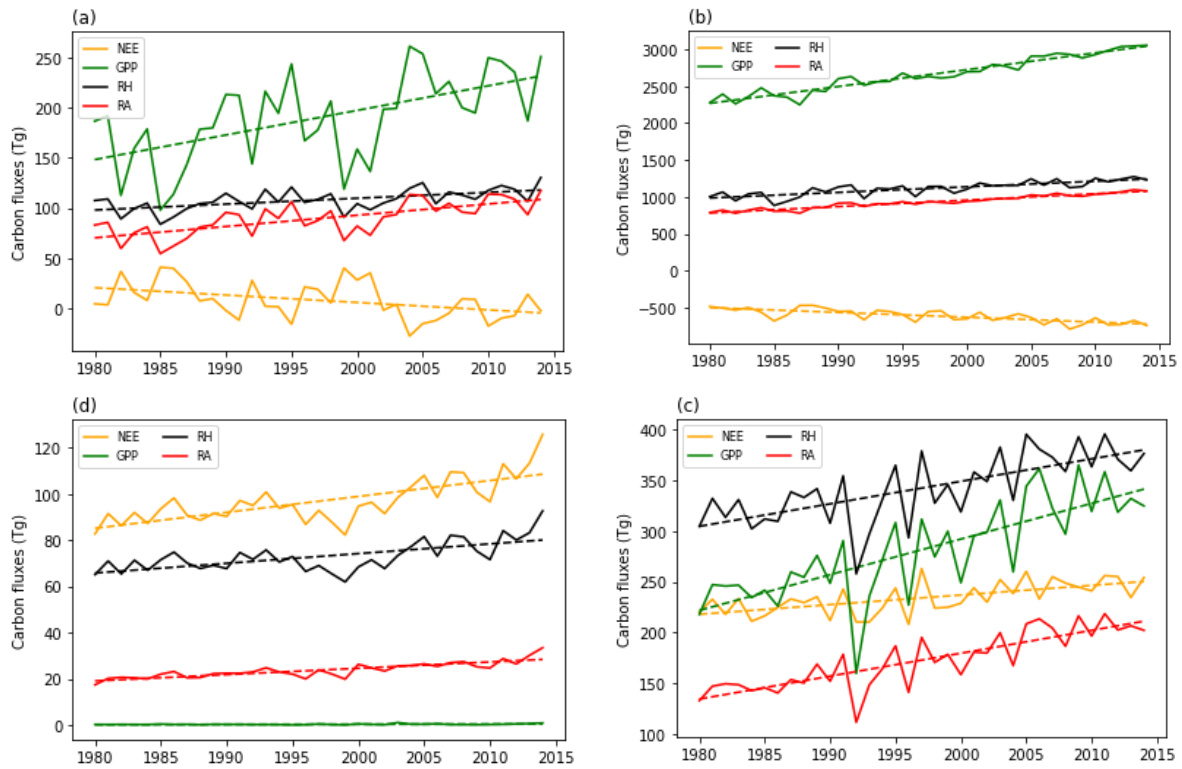 (a)
NEE
GPP
RH
RA
Carbon fluxes (Tg)
250
200
150
100
50
0
1980 1985 1990 1995 2000 2005 2010 2015
(b)
NEE RH
GPP RA
Carbon fluxes (Tg)
3000
2500
2000
1500
1000
500
0
−500
1980 1985 1990 1995 2000 2005 2010 2015
(d)
NEE RH
GPP RA
Carbon fluxes (Tg)
120
100
80
60
40
20
0
1980 1985 1990 1995 2000 2005 2010 2015
(c)
NEE RH
GPP RA
Carbon fluxes (Tg)
400
350
300
250
200
150
100
1980 1985 1990 1995 2000 2005 2010 2015